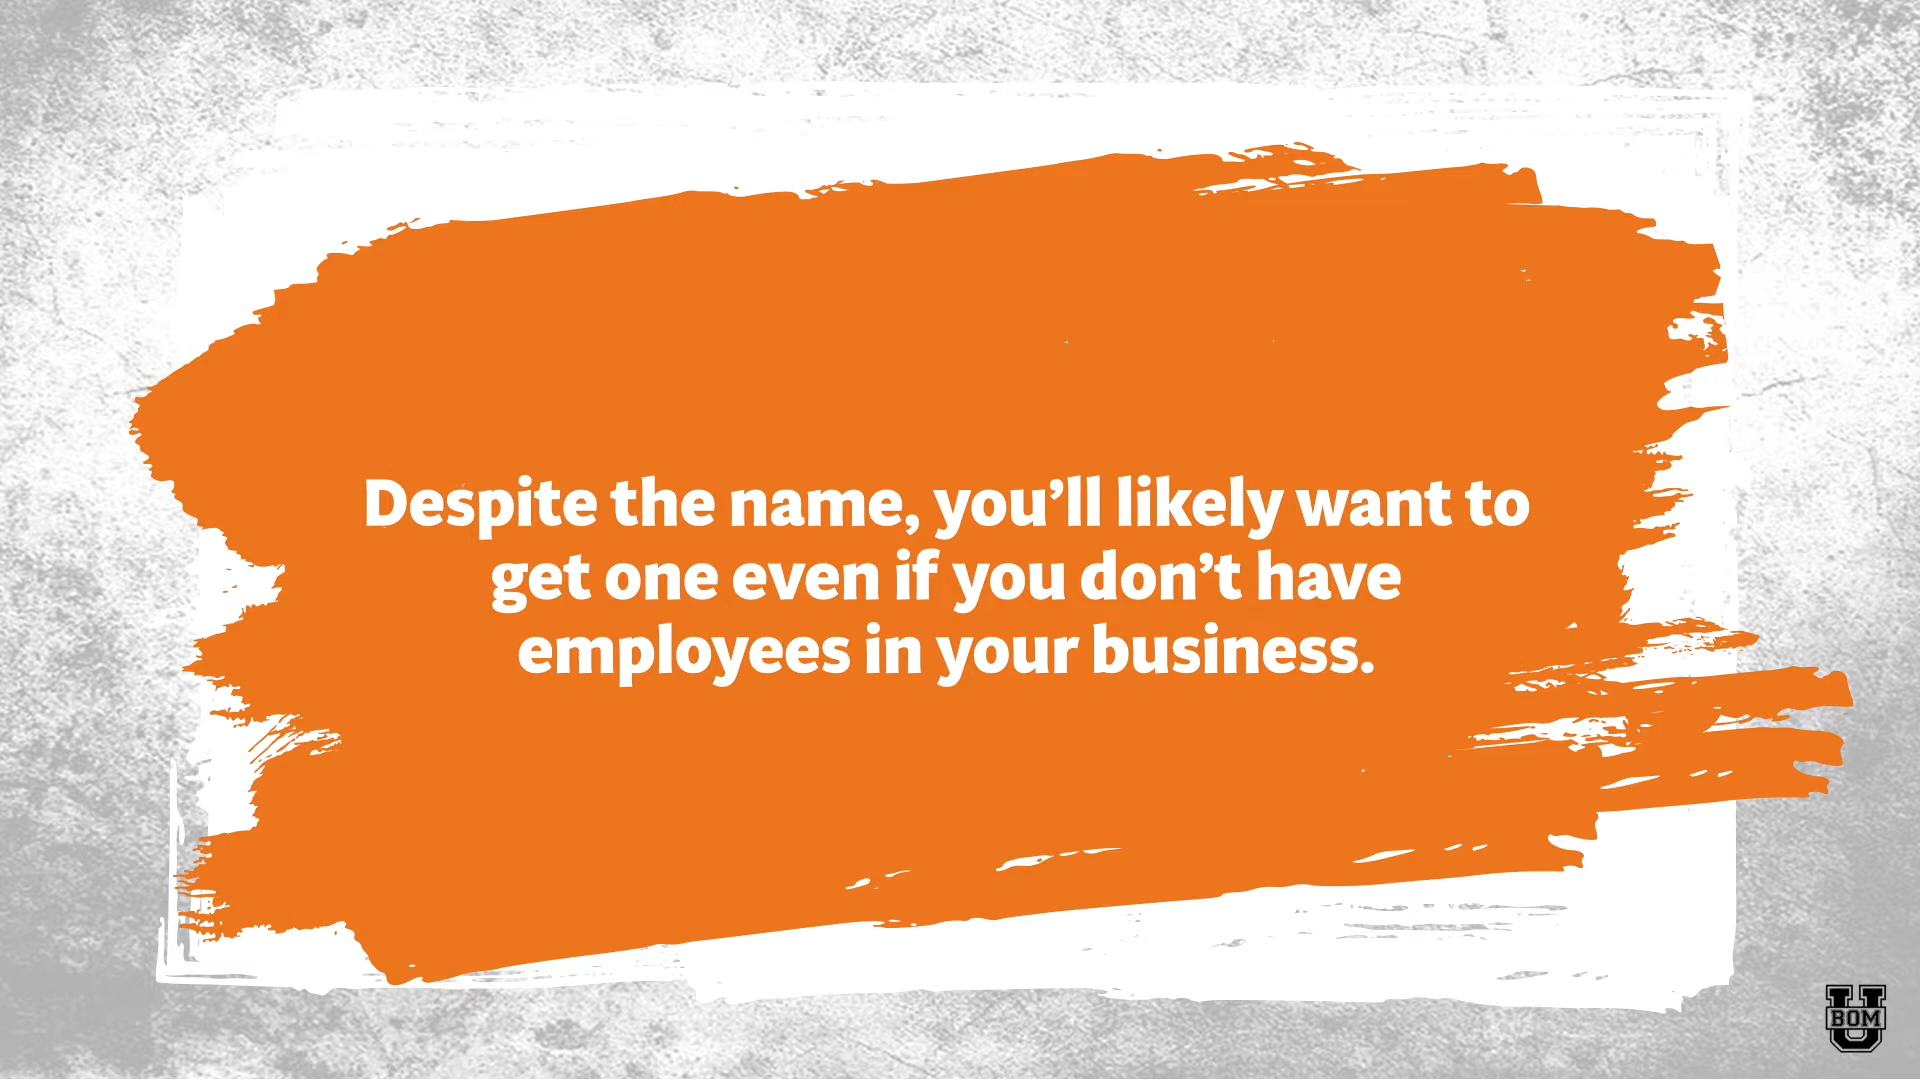 Despite the name, you’ll likely want to
get one even if you don’t have
employees in your business.
U
BOM